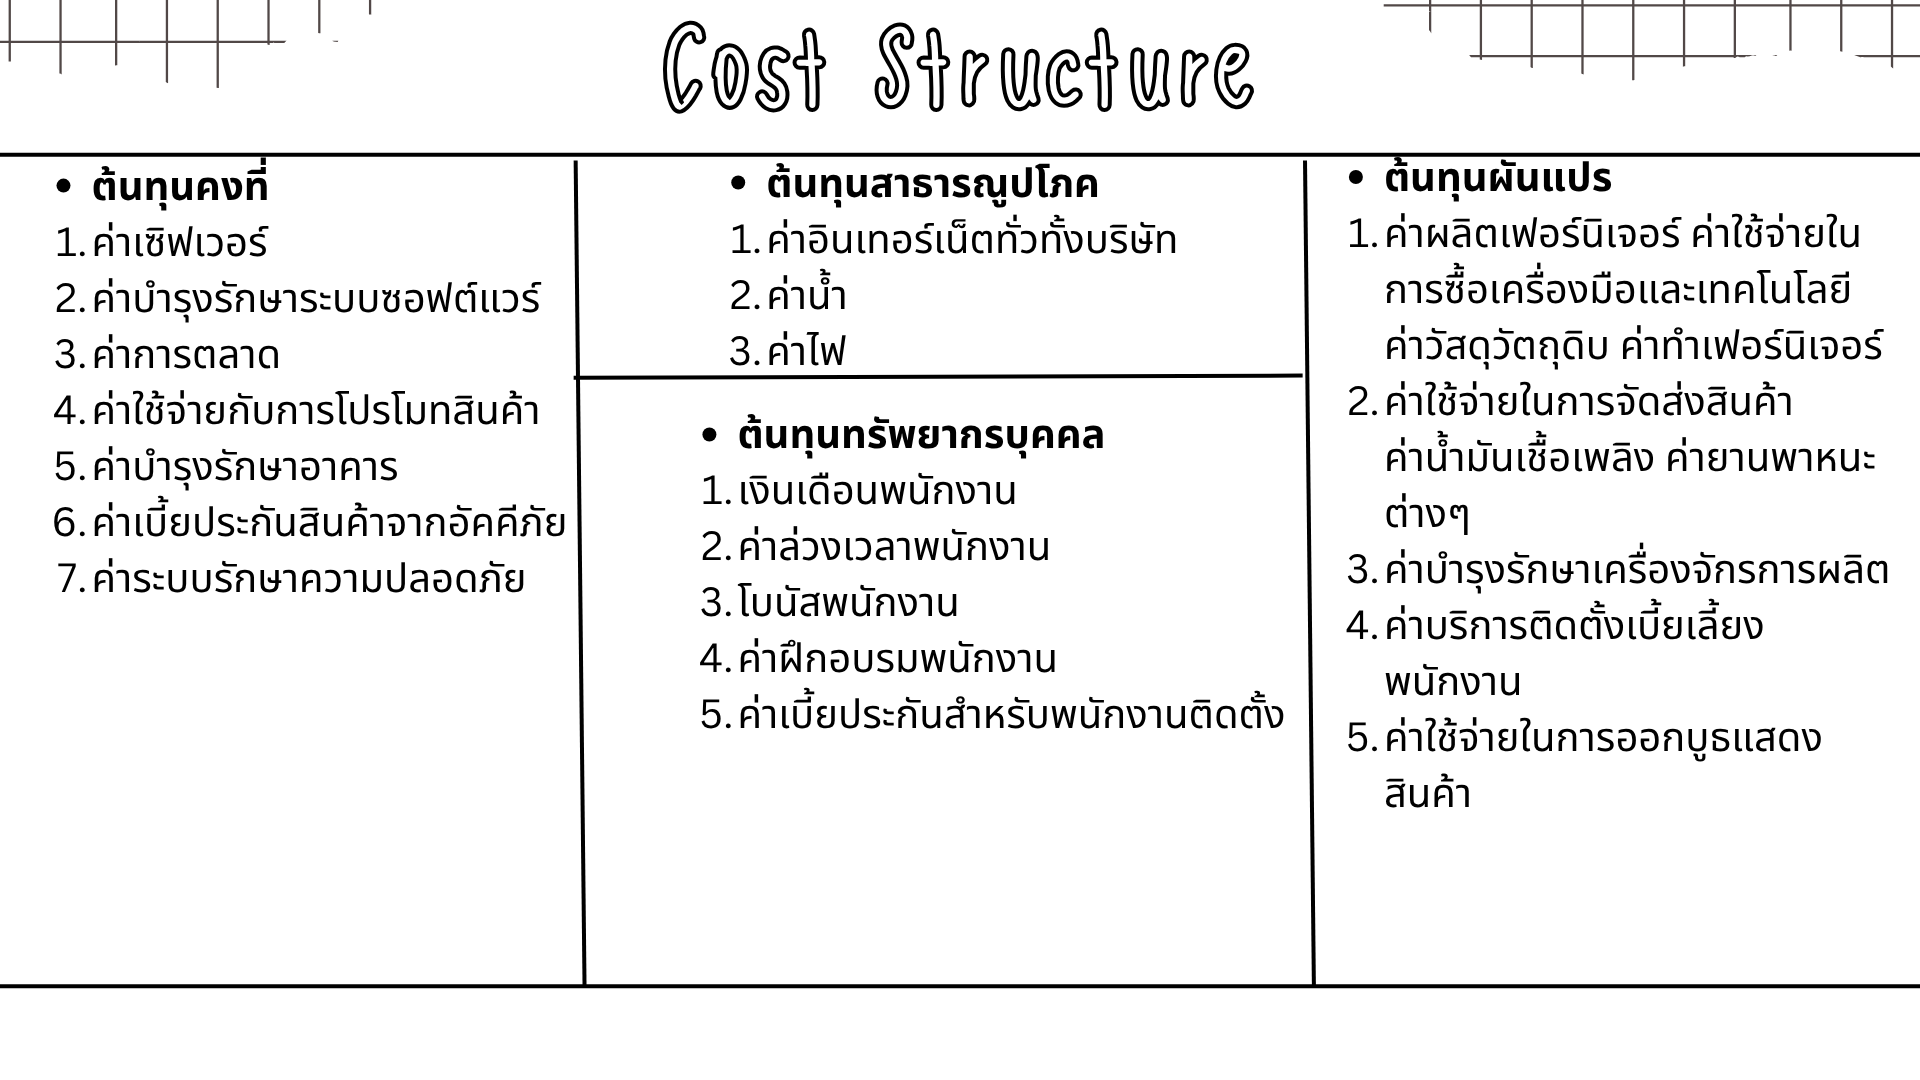 Cost Structure
• ต้นทุนคงที่
1. ค่าเซิฟเวอร์
2. ค่าบำรุงรักษาระบบซอฟต์แวร์
3. ค่าการตลาด
4. ค่าใช้จ่ายกับการโปรโมทสินค้า
5. ค่าบำรุงรักษาอาคาร
6. ค่าเบี้ยประกันสินค้าจากอัคคีภัย
7. ค่าระบบรักษาความปลอดภัย
• ต้นทุนสาธารณูปโภค
1. ค่าอินเทอร์เน็ตทั่วทั้งบริษัท
2. ค่าน้ำ
3. ค่าไฟ
• ต้นทุนทรัพยากรบุคคล
1. เงินเดือนพนักงาน
2. ค่าล่วงเวลาพนักงาน
3. โบนัสพนักงาน
4. ค่าฝึกอบรมพนักงาน
5. ค่าเบี้ยประกันสำหรับพนักงานติดตั้ง
• ต้นทุนผันแปร
1. ค่าผลิตเฟอร์นิเจอร์ ค่าใช้จ่ายใน
การซื้อเครื่องมือและเทคโนโลยี
ค่าวัสดุวัตถุดิบ ค่าทำเฟอร์นิเจอร์
2. ค่าใช้จ่ายในการจัดส่งสินค้า
ค่าน้ำมันเชื้อเพลิง ค่ายานพาหนะ
ต่างๆ
3. ค่าบำรุงรักษาเครื่องจักรการผลิต
4. ค่าบริการติดตั้งเบี้ยเลี้ยง
พนักงาน
5. ค่าใช้จ่ายในการออกบูธแสดง
สินค้า